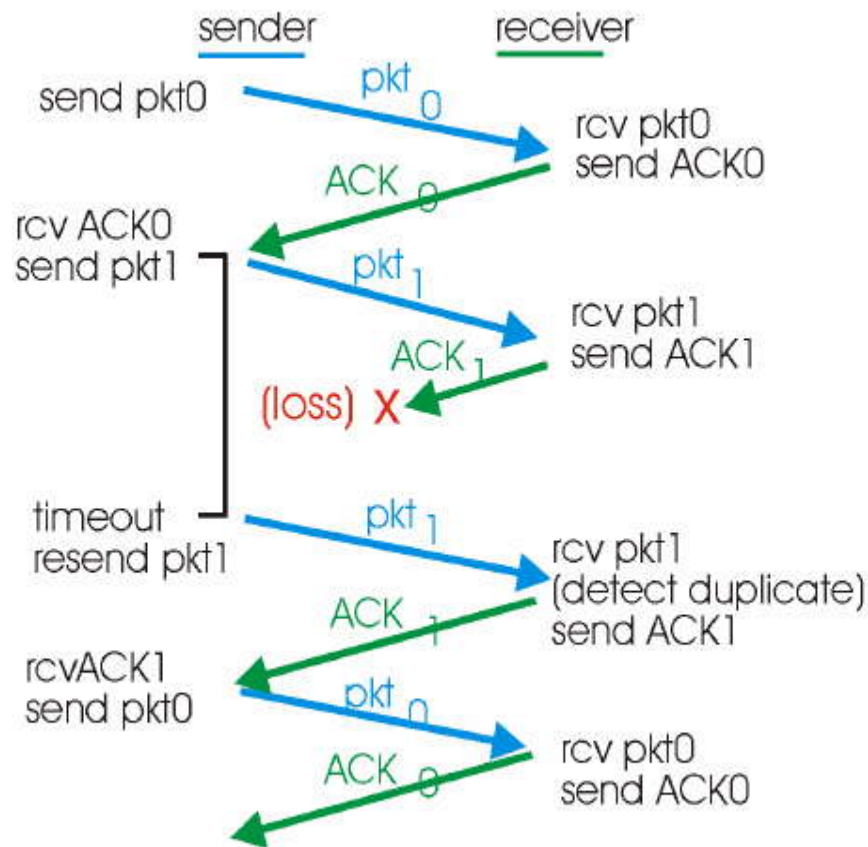 sender
receiver
send pkt0
pkt 0
rcv pkt0
send ACK0
ACK 0
rcv ACK0
send pkt1
pkt 1
rcv pkt1
send ACK1
ACK 1
(loss) X
timeout
resend pkt1
pkt 1
rcv pkt1
(detect duplicate)
send ACK1
ACK 1
rcvACK1
send pkt0
pkt 0
rcv pkt0
send ACK0
ACK 0